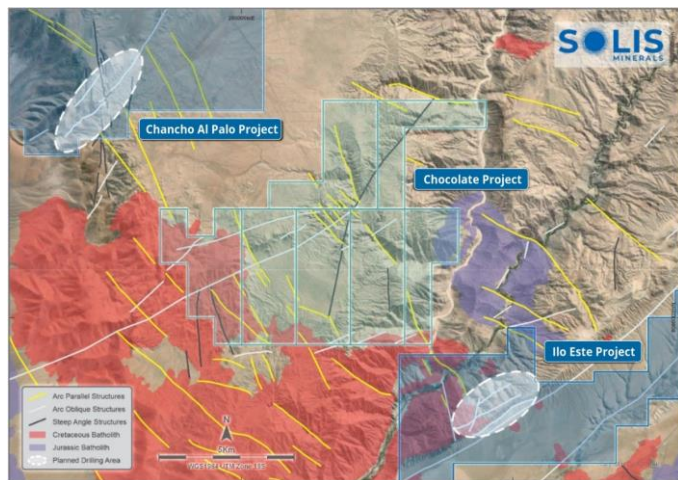 SOLIS
MINERALS
Chancho Al Palo Project
Chocolate Project
Ilo Este Project
Arc Parallel Structures
Arc Oblique Structures
Steep Angle Structures
Cretaceous Batholith
Jurassic Batholith
Planned Drilling Area
N
5Km